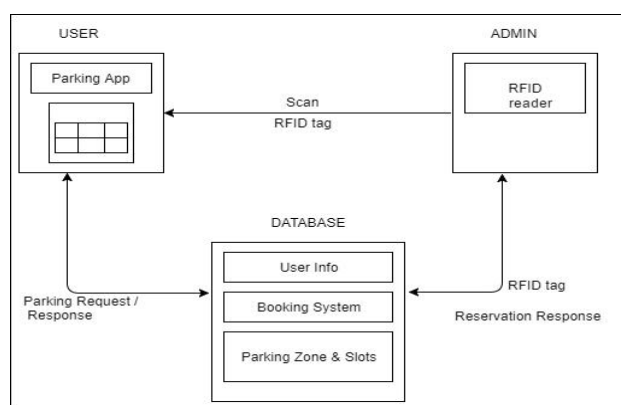 USER
ADMIN
Parking App
RFID
reader
Scan
RFID tag
DATABASE
User Info
Booking System
Parking Zone & Slots
Parking Request /
Response
RFID tag
Reservation Response